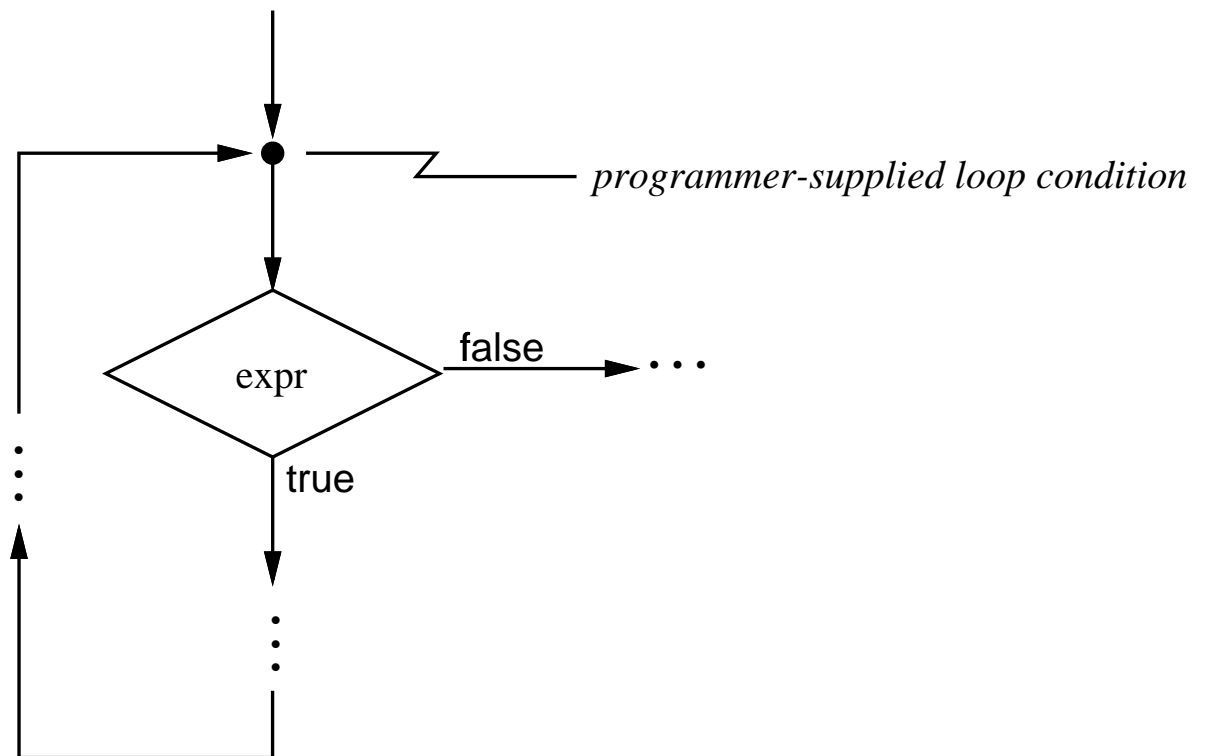 programmer-supplied loop condition
false
expr
true